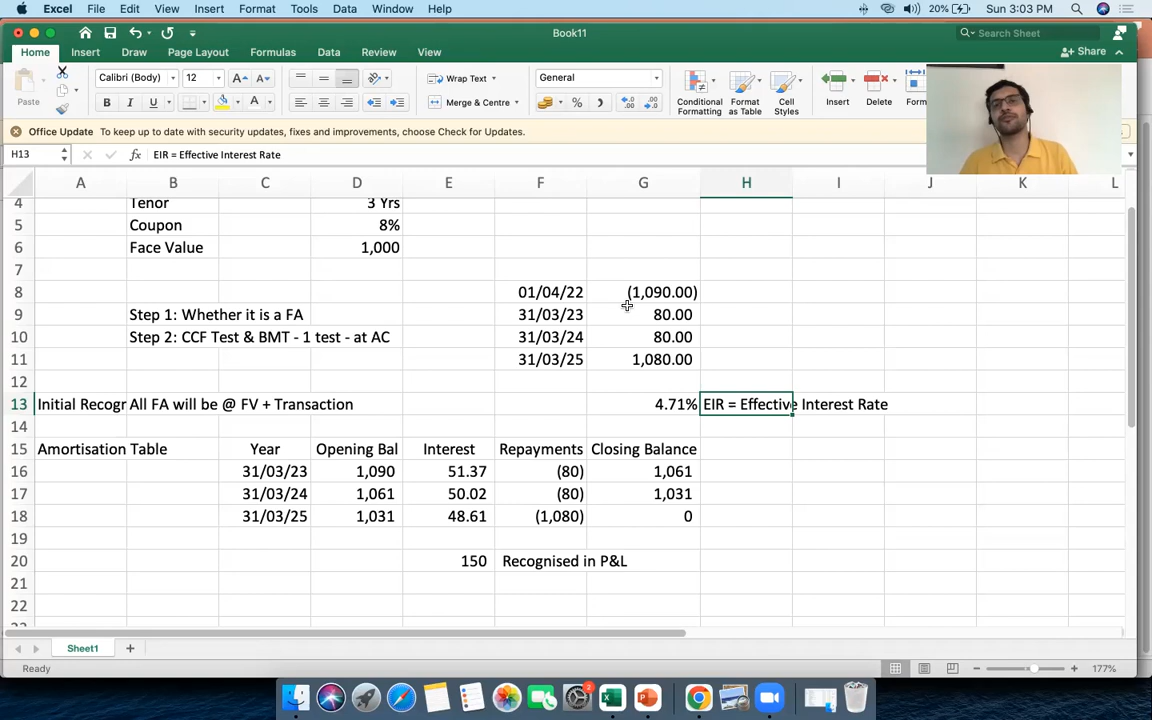 Excel File Edit View Insert Format Tools Data Window Help 20% Sun 3:03 PM
Book11 Search Sheet
Home Insert Draw Page Layout Formulas Data Review View Share
Paste Calibri (Body) 12 A A Wrap Text General
B I U A Merge & Centre % Conditional Formatting Format as Table Cell Styles Insert Delete Form
Office Update To keep up to date with security updates, fixes and improvements, choose Check for Updates.
H13 fx EIR = Effective Interest Rate
A B C D E F G H I J K L
4 Tenor 3 Yrs
5 Coupon 8%
6 Face Value 1,000
7
8 01/04/22 (1,090.00)
9 Step 1: Whether it is a FA 31/03/23 80.00
10 Step 2: CCF Test & BMT - 1 test - at AC 31/03/24 80.00
11 31/03/25 1,080.00
12
13 Initial Recogr All FA will be @ FV + Transaction 4.71% EIR = Effective Interest Rate
14
15 Amortisation Table Year Opening Bal Interest Repayments Closing Balance
16 31/03/23 1,090 51.37 (80) 1,061
17 31/03/24 1,061 50.02 (80) 1,031
18 31/03/25 1,031 48.61 (1,080) 0
19
20 150 Recognised in P&L
21
22
Sheet1
Ready 177%
2